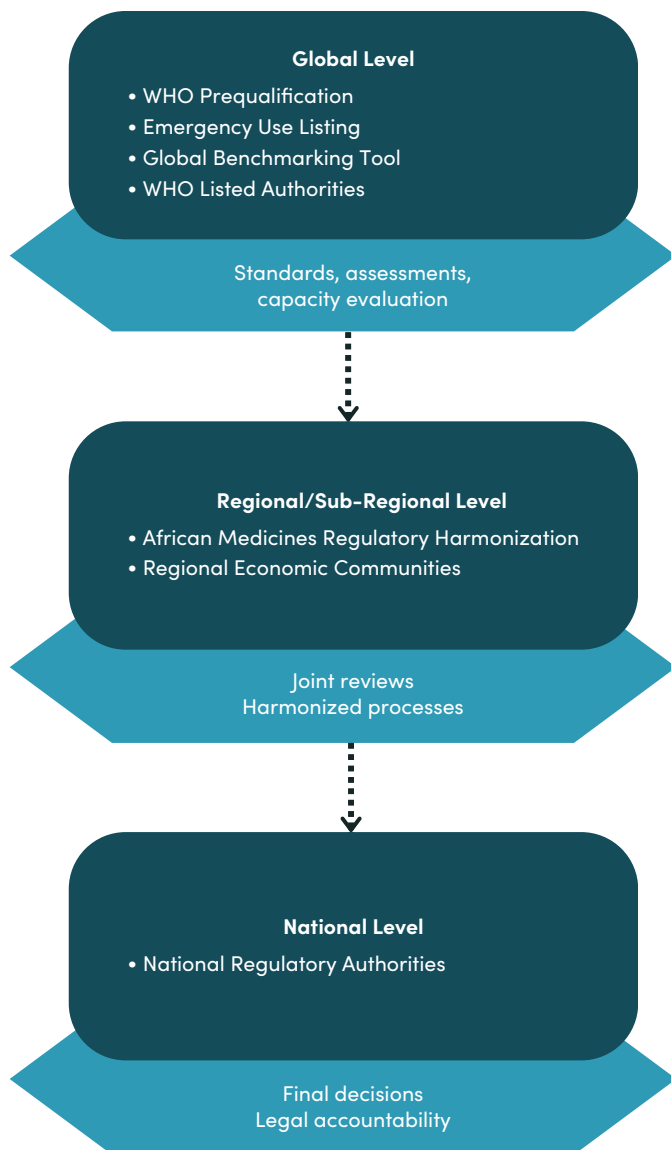 Global Level
• WHO Prequalification
• Emergency Use Listing
• Global Benchmarking Tool
• WHO Listed Authorities
Standards, assessments,
capacity evaluation
Regional/Sub-Regional Level
• African Medicines Regulatory Harmonization
• Regional Economic Communities
Joint reviews
Harmonized processes
National Level
• National Regulatory Authorities
Final decisions
Legal accountability